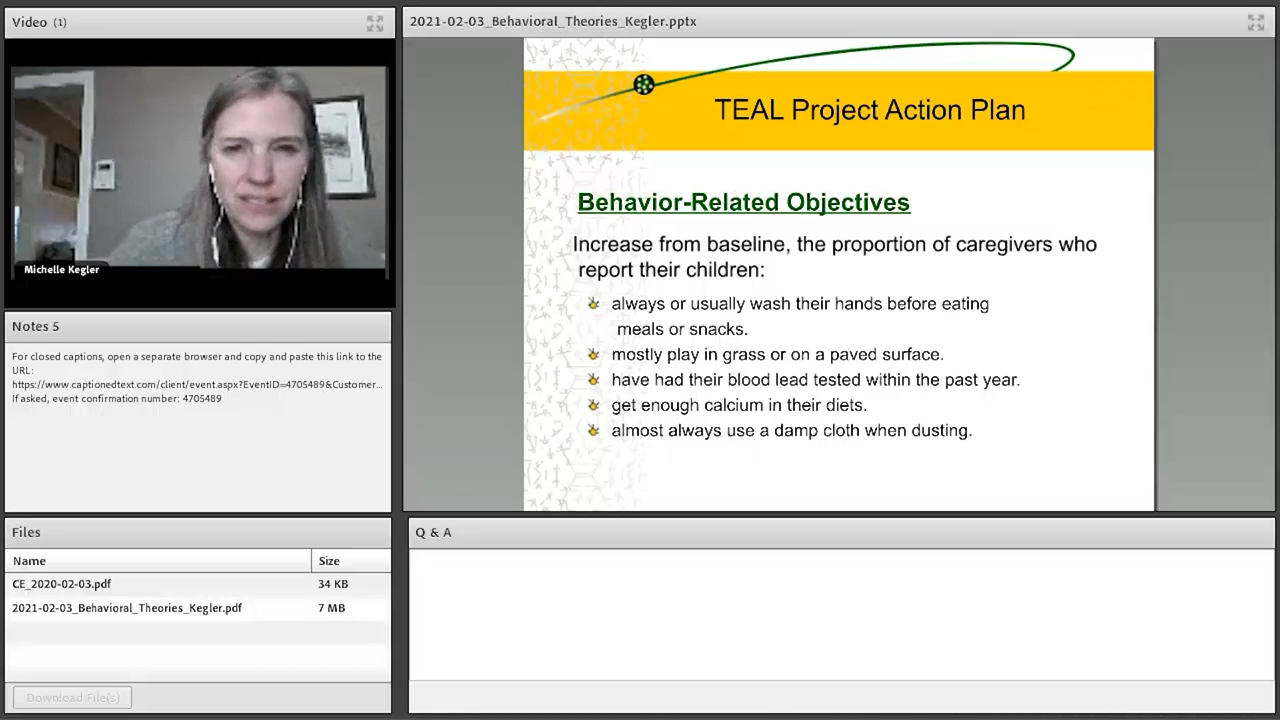 Video (1)
Michelle Kegler
Notes 5
For closed captions, open a separate browser and copy and paste this link to the
URL:
https://www.captionedtext.com/client/event.aspx?EventID=4705489&Customer...
If asked, event confirmation number: 4705489
Files
Name Size
CE_2020-02-03.pdf 34 KB
2021-02-03_Behavioral_Theories_Kegler.pdf 7 MB
Download File(s)
2021-02-03_Behavioral_Theories_Kegler.pptx
TEAL Project Action Plan
Behavior-Related Objectives
Increase from baseline, the proportion of caregivers who
report their children:
always or usually wash their hands before eating
meals or snacks.
mostly play in grass or on a paved surface.
have had their blood lead tested within the past year.
get enough calcium in their diets.
almost always use a damp cloth when dusting.
Q & A